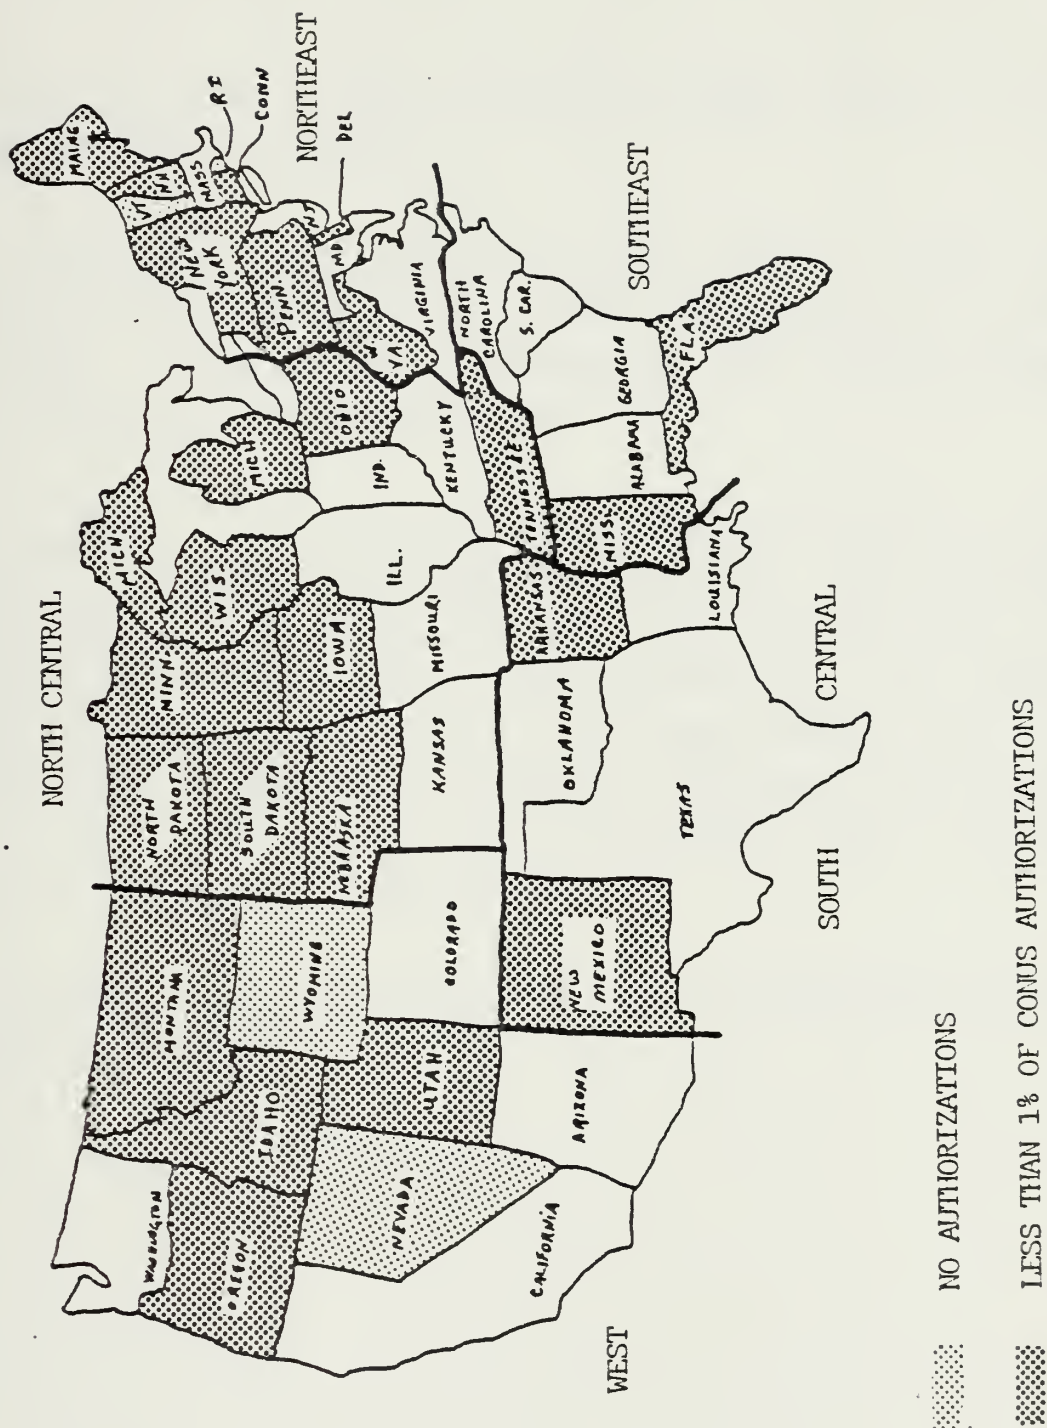 NORTH CENTRAL
NORTHEAST
MAINE
VT
NH
MASS
RI
CONN
NEW
YORK
PENN.
NJ
DEL
MD
W
VA
VIRGINIA
OHIO
MICH
MICH
WIS.
MINN
NORTH
DAKOTA
SOUTH
DAKOTA
IOWA
ILL.
IND.
KENTUCKY
MISSOURI
KANSAS
MONTANA
IDAHO
WYOMING
COLORADO
UTAH
NEVADA
OREGON
CALIFORNIA
ARIZONA
NEW
MEXICO
TEXAS
OKLAHOMA
ARKANSAS
LOUISIANA
MISS.
TENNESSEE
ALABAMA
GEORGIA
FLA.
S. CAR.
NORTH
CAROLINA
SOUTHEAST
WEST
SOUTH CENTRAL
NO AUTHORIZATIONS
LESS THAN 1% OF CONUS AUTHORIZATIONS